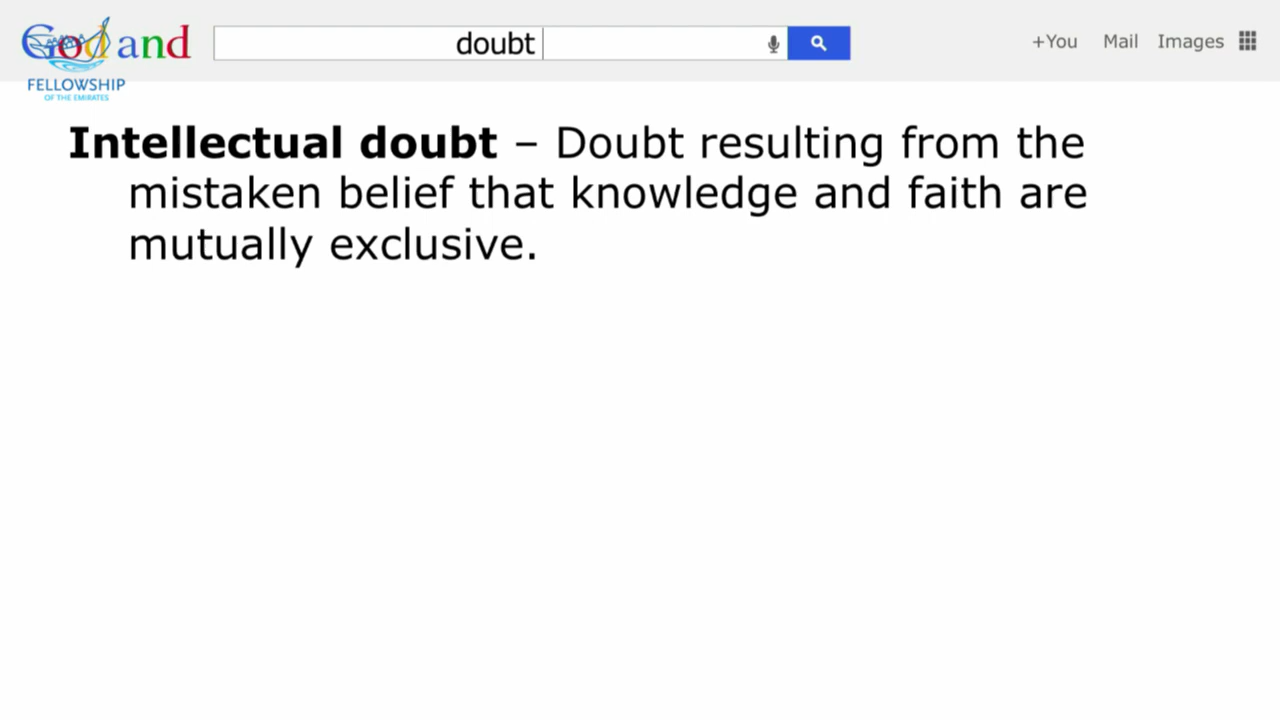 God and
doubt
+You Mail Images
FELLOWSHIP
OF THE EMIRATES
Intellectual doubt – Doubt resulting from the
mistaken belief that knowledge and faith are
mutually exclusive.